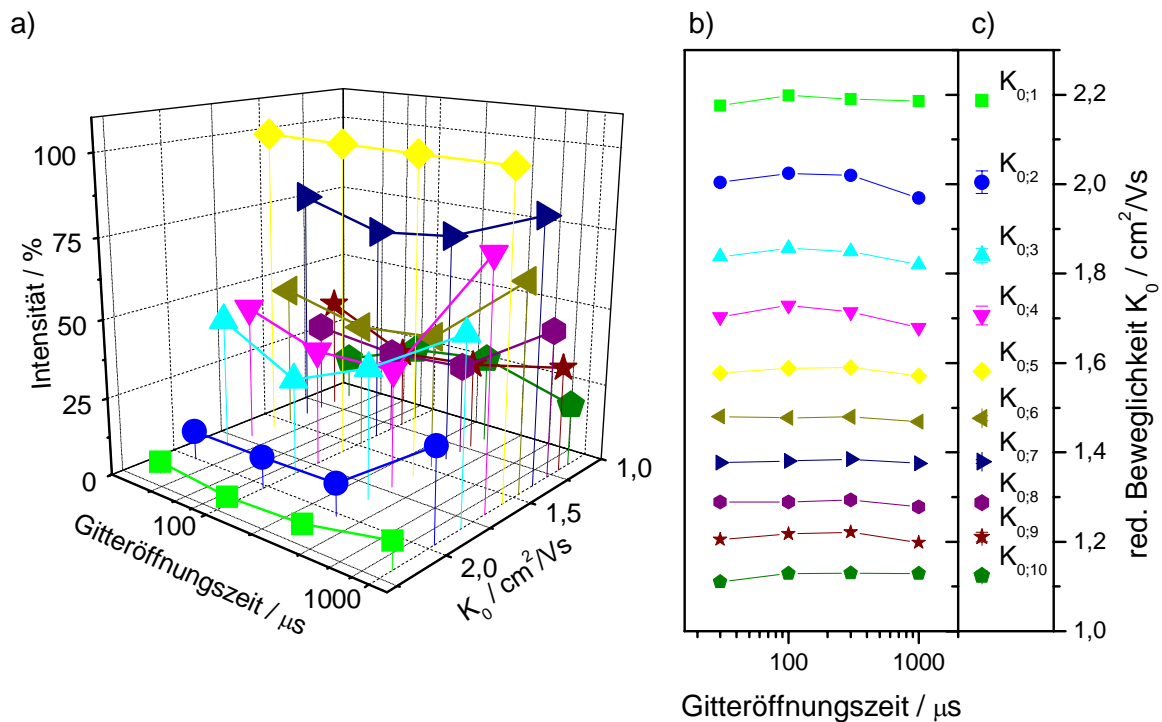 a)
100
75
50
25
0
Intensität / %
100
1000
Gitteröffnungszeit / μs
2,0
1,5
1,0
K₀ / cm²/Vs
b)
c)
K₀;₁
K₀;₂
K₀;₃
K₀;₄
K₀;₅
K₀;₆
K₀;₇
K₀;₈
K₀;₉
K₀;₁₀
2,2
2,0
1,8
1,6
1,4
1,2
1,0
red. Beweglichkeit K₀ / cm²/Vs
100
1000
Gitteröffnungszeit / μs